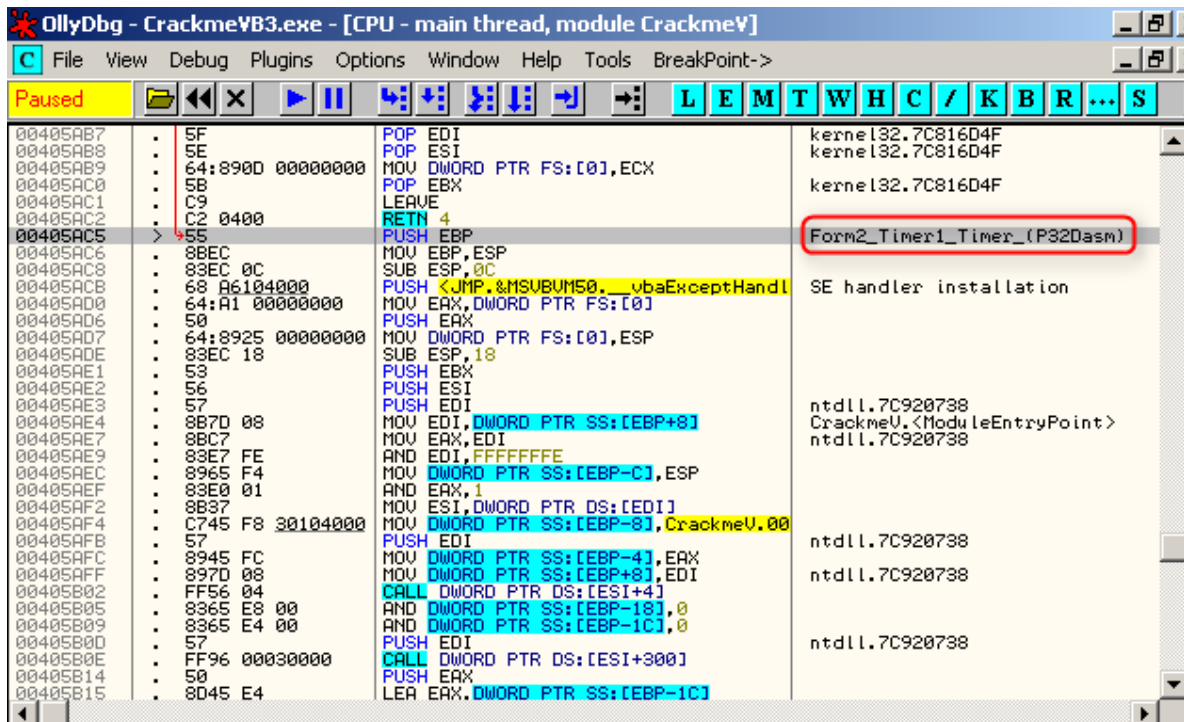 OllyDbg - CrackmeVB3.exe - [CPU - main thread, module CrackmeV]
C File View Debug Plugins Options Window Help Tools BreakPoint->
Paused L E M T W H C / K B R ... S
00405AB7 . 5F POP EDI kernel32.7C816D4F
00405AB8 . 5E POP ESI kernel32.7C816D4F
00405AB9 . 64:890D 00000000 MOV DWORD PTR FS:[0],ECX
00405AC0 . 5B POP EBX kernel32.7C816D4F
00405AC1 . C9 LEAVE
00405AC2 . C2 0400 RETN 4
00405AC5 > 55 PUSH EBP Form2_Timer1_Timer_(P32Dasm)
00405AC6 . 8BEC MOV EBP,ESP
00405AC8 . 83EC 0C SUB ESP,0C
00405ACB . 68 A6104000 PUSH <JMP.&MSVBVM50.__vbaExceptHandl SE handler installation
00405AD0 . 64:A1 00000000 MOV EAX,DWORD PTR FS:[0]
00405AD6 . 50 PUSH EAX
00405AD7 . 64:8925 00000000 MOV DWORD PTR FS:[0],ESP
00405ADE . 83EC 18 SUB ESP,18
00405AE1 . 53 PUSH EBX
00405AE2 . 56 PUSH ESI
00405AE3 . 57 PUSH EDI ntdll.7C920738
00405AE4 . 8B7D 08 MOV EDI,DWORD PTR SS:[EBP+8] CrackmeV.<ModuleEntryPoint>
00405AE7 . 8BC7 MOV EAX,EDI ntdll.7C920738
00405AE9 . 83E7 FE AND EDI,FFFFFFFE
00405AEC . 8965 F4 MOV DWORD PTR SS:[EBP-C],ESP
00405AEF . 83E0 01 AND EAX,1
00405AF2 . 8B37 MOV ESI,DWORD PTR DS:[EDI]
00405AF4 . C745 F8 30104000 MOV DWORD PTR SS:[EBP-8],CrackmeV.00
00405AFB . 57 PUSH EDI ntdll.7C920738
00405AFC . 8945 FC MOV DWORD PTR SS:[EBP-4],EAX
00405AFF . 897D 08 MOV DWORD PTR SS:[EBP+8],EDI ntdll.7C920738
00405B02 . FF56 04 CALL DWORD PTR DS:[ESI+4]
00405B05 . 8365 E8 00 AND DWORD PTR SS:[EBP-18],0
00405B09 . 8365 E4 00 AND DWORD PTR SS:[EBP-1C],0
00405B0D . 57 PUSH EDI ntdll.7C920738
00405B0E . FF96 00030000 CALL DWORD PTR DS:[ESI+300]
00405B14 . 50 PUSH EAX
00405B15 . 8D45 E4 LEA EAX,DWORD PTR SS:[EBP-1C]